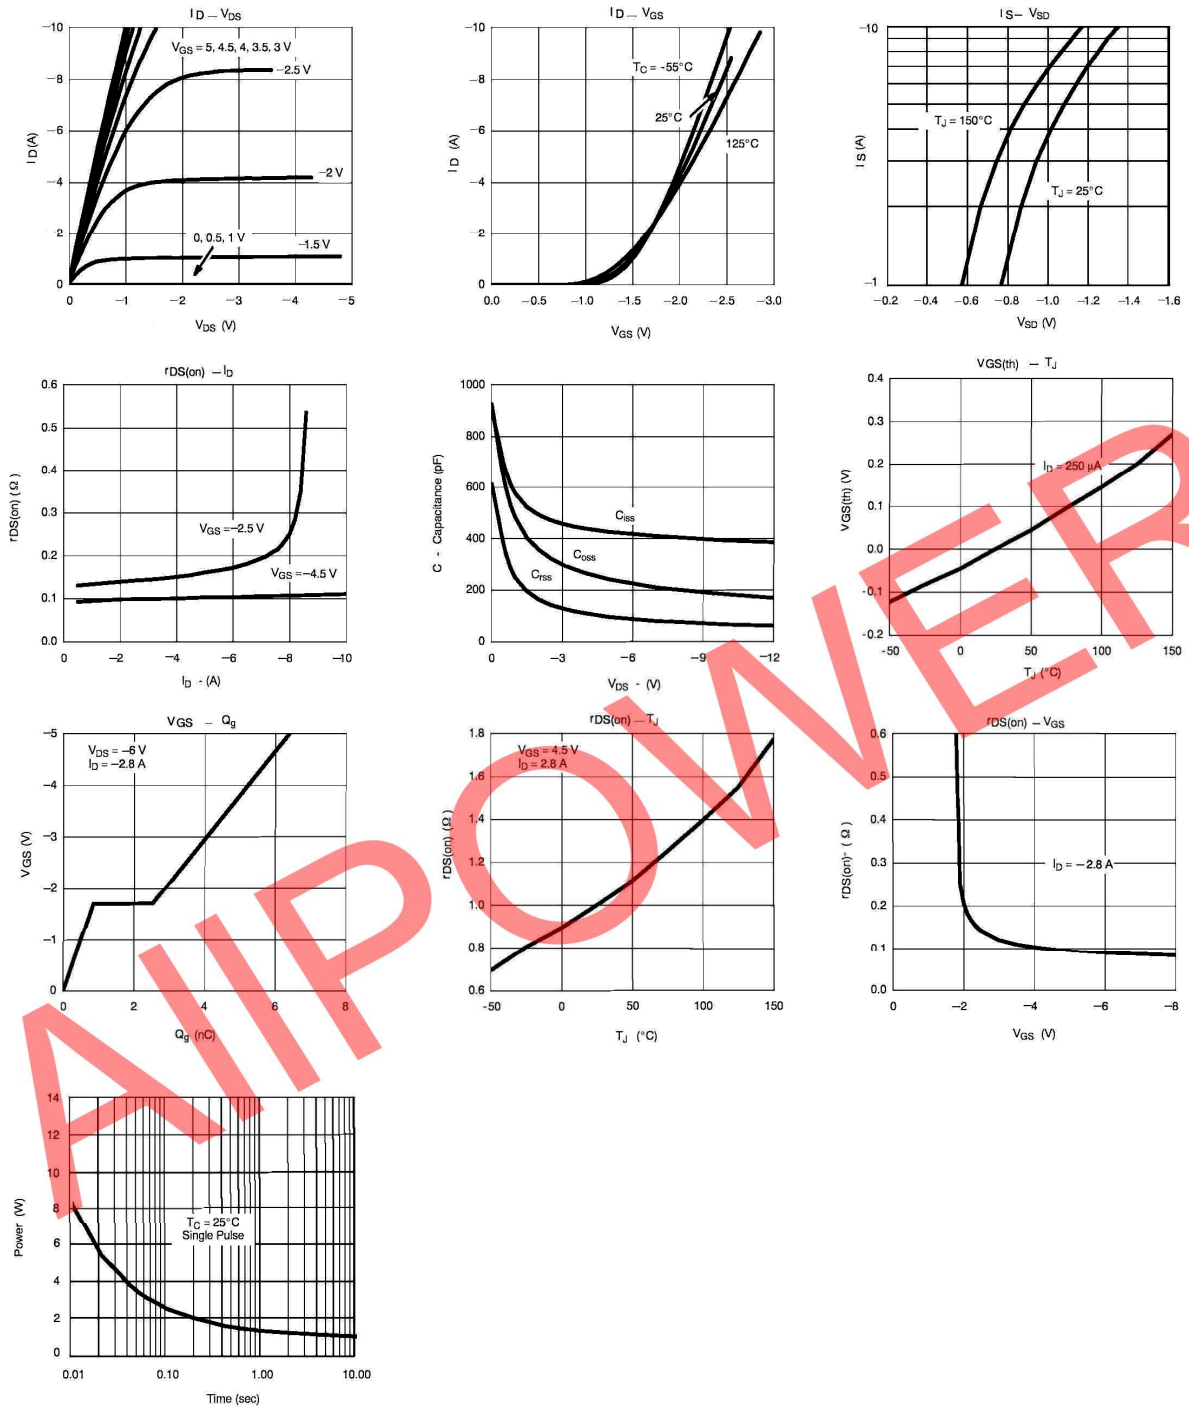 I D – VDS
-10
-8
-6
-4
-2
0
I D (A)
VGS = 5, 4.5, 4, 3.5, 3 V
-2.5 V
-2 V
0, 0.5, 1 V
-1.5 V
0 -1 -2 -3 -4 -5
VDS (V)
I D – VGS
-10
-8
-6
-4
-2
0
I D (A)
TC = -55°C
25°C
125°C
0.0 -0.5 -1.0 -1.5 -2.0 -2.5 -3.0
VGS (V)
I S – VSD
-10
-1
I S (A)
TJ = 150°C
TJ = 25°C
-0.2 -0.4 -0.6 -0.8 -1.0 -1.2 -1.4 -1.6
VSD (V)
rDS(on) – ID
0.6
0.5
0.4
0.3
0.2
0.1
0.0
rDS(on) (Ω)
VGS = -2.5 V
VGS = -4.5 V
0 -2 -4 -6 -8 -10
ID - (A)
1000
800
600
400
200
0
C - Capacitance (pF)
Ciss
Coss
Crss
0 -3 -6 -9 -12
VDS - (V)
VGS(th) – TJ
0.4
0.3
0.2
0.1
0.0
-0.1
-0.2
VGS(th) (V)
ID = 250 µA
-50 0 50 100 150
TJ (°C)
VGS – Qg
-5
-4
-3
-2
-1
0
VGS (V)
VDS = -6 V
ID = -2.8 A
0 2 4 6 8
Qg (nC)
rDS(on) – TJ
1.8
1.6
1.4
1.2
1.0
0.8
0.6
rDS(on) (Ω)
VGS = 4.5 V
ID = 2.8 A
-50 0 50 100 150
TJ (°C)
rDS(on) – VGS
0.6
0.5
0.4
0.3
0.2
0.1
0.0
rDS(on)- (Ω)
ID = -2.8 A
0 -2 -4 -6 -8
VGS (V)
14
12
10
8
6
4
2
0
Power (W)
TC = 25°C
Single Pulse
0.01 0.10 1.00 10.00
Time (sec)
AIIPOWER